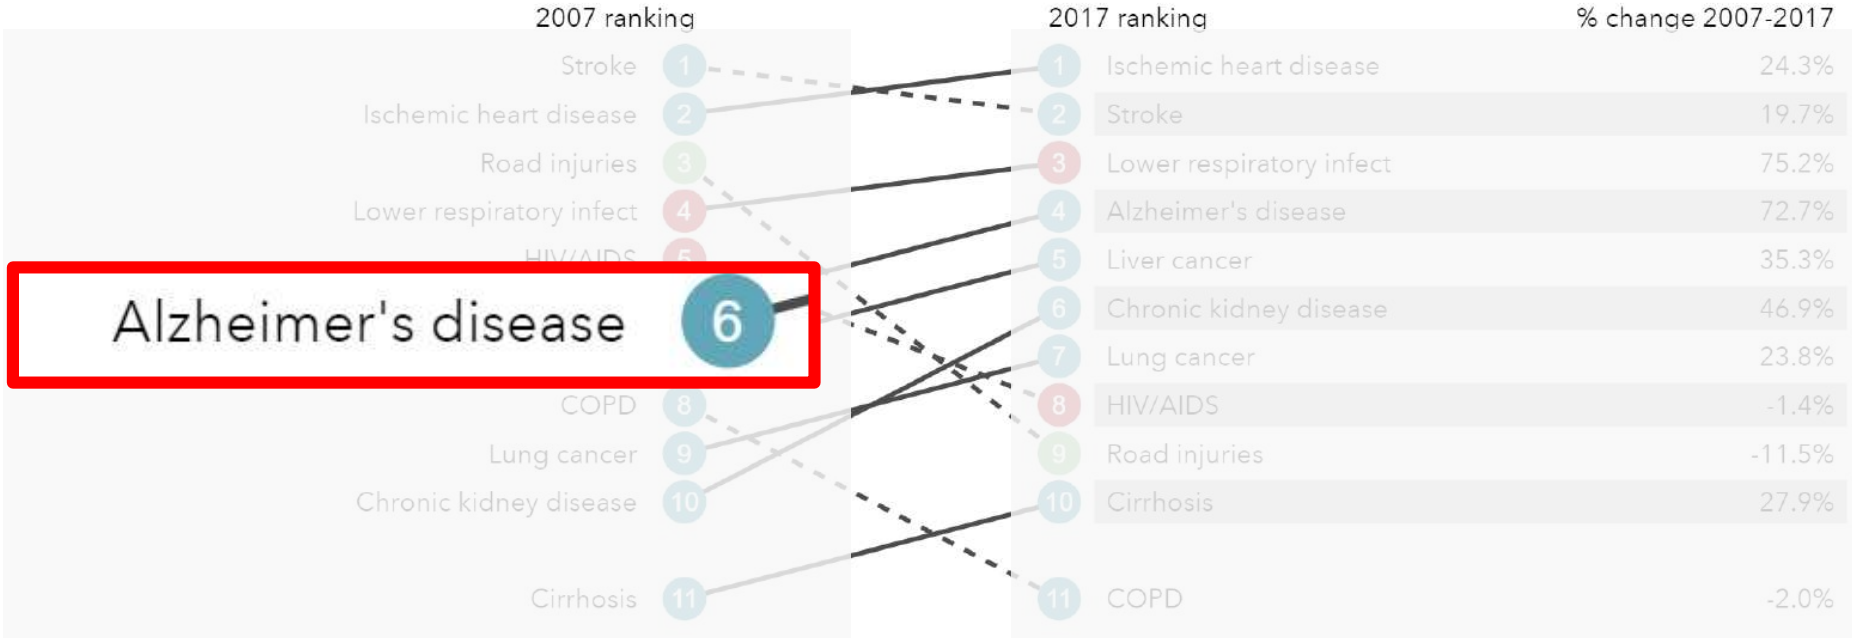 2007 ranking 2017 ranking % change 2007-2017
Stroke 1 1 Ischemic heart disease 24.3%
Ischemic heart disease 2 2 Stroke 19.7%
Road injuries 3 3 Lower respiratory infect 75.2%
Lower respiratory infect 4 4 Alzheimer's disease 72.7%
HIV/AIDS 5 5 Liver cancer 35.3%
Alzheimer's disease 6 6 Chronic kidney disease 46.9%
7 Lung cancer 23.8%
COPD 8 8 HIV/AIDS -1.4%
Lung cancer 9 9 Road injuries -11.5%
Chronic kidney disease 10 10 Cirrhosis 27.9%
Cirrhosis 11 11 COPD -2.0%